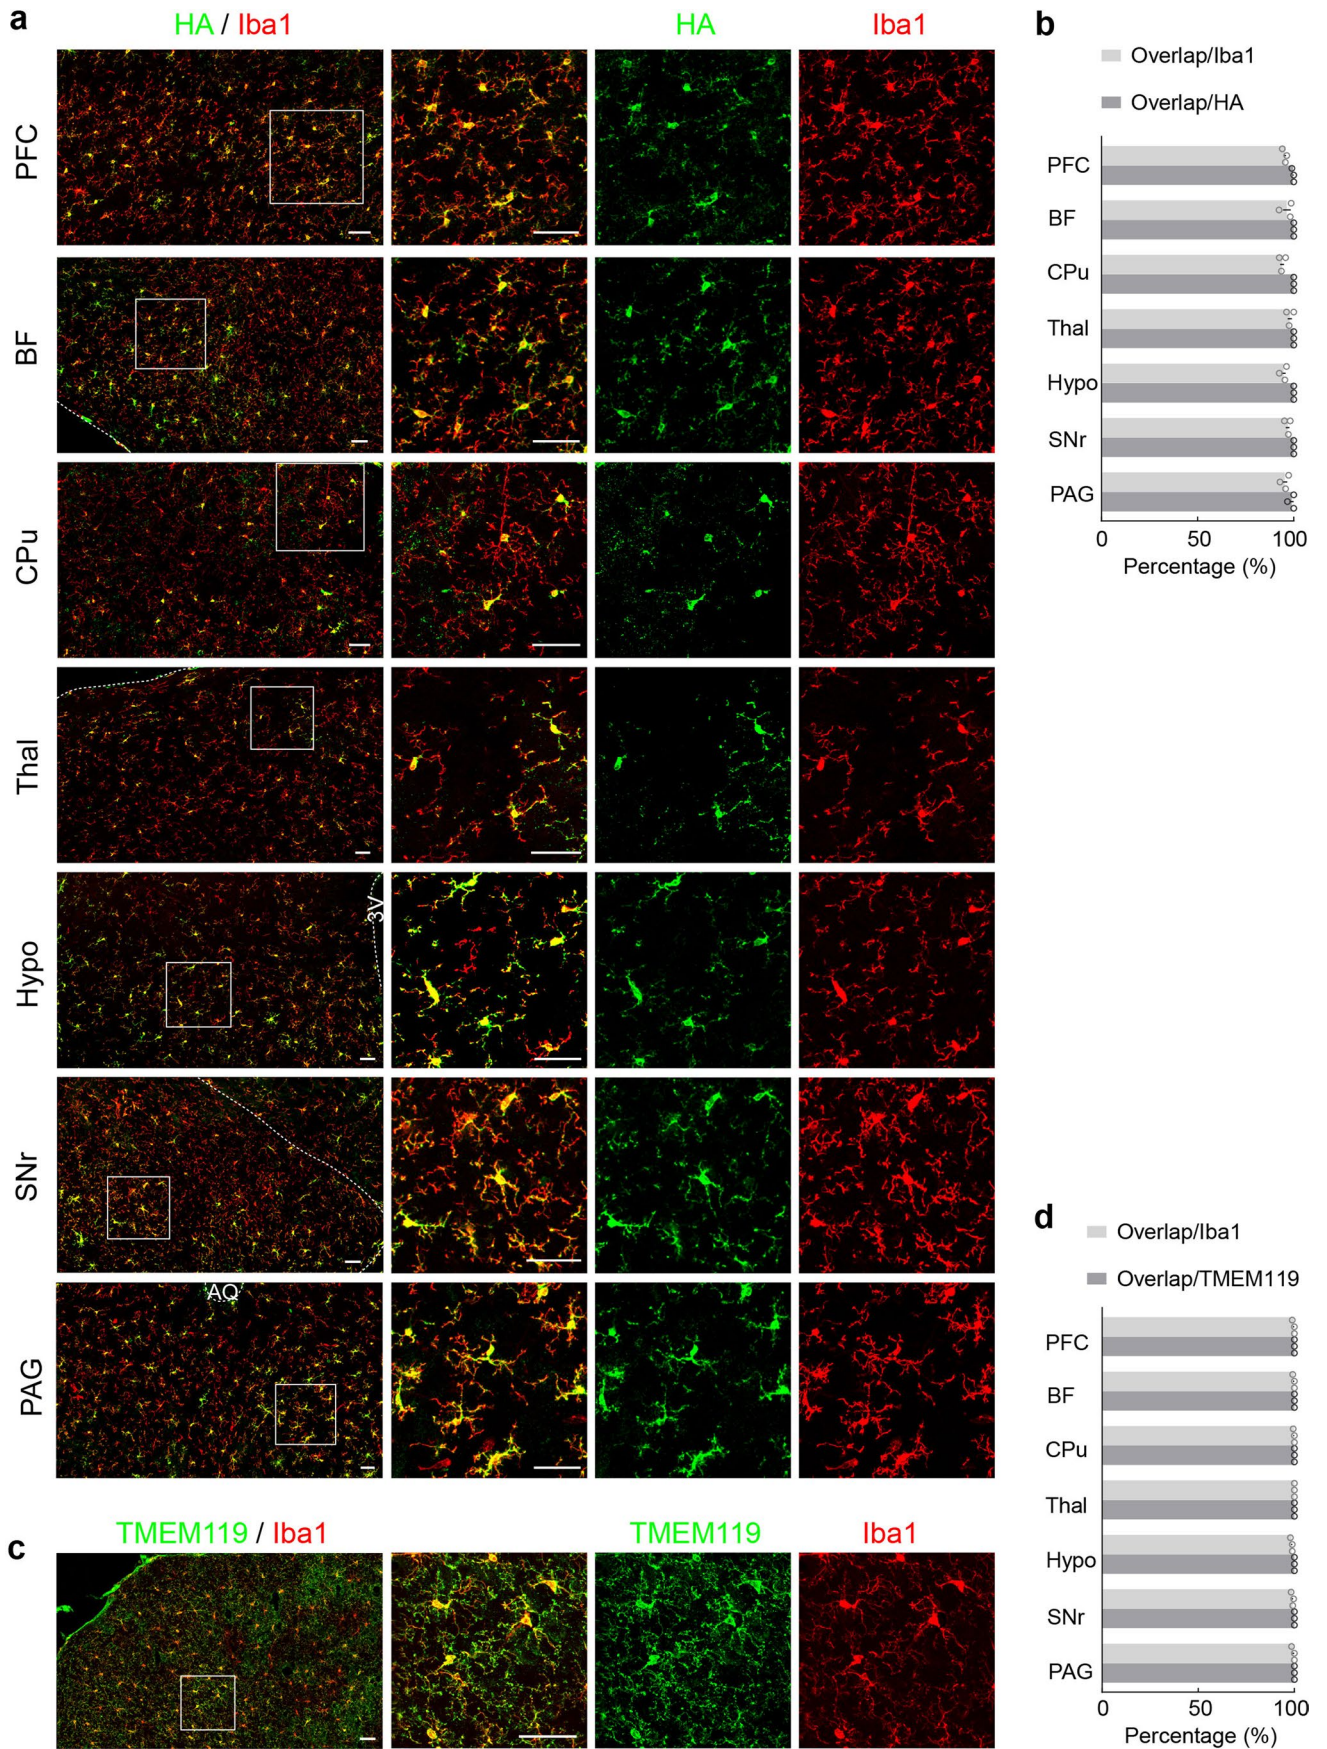 a
HA / Iba1
HA
Iba1
PFC
BF
CPu
Thal
Hypo
3V
SNr
PAG
AQ
b
Overlap/Iba1
Overlap/HA
PFC
BF
CPu
Thal
Hypo
SNr
PAG
0 50 100
Percentage (%)
c
TMEM119 / Iba1
TMEM119
Iba1
d
Overlap/Iba1
Overlap/TMEM119
PFC
BF
CPu
Thal
Hypo
SNr
PAG
0 50 100
Percentage (%)